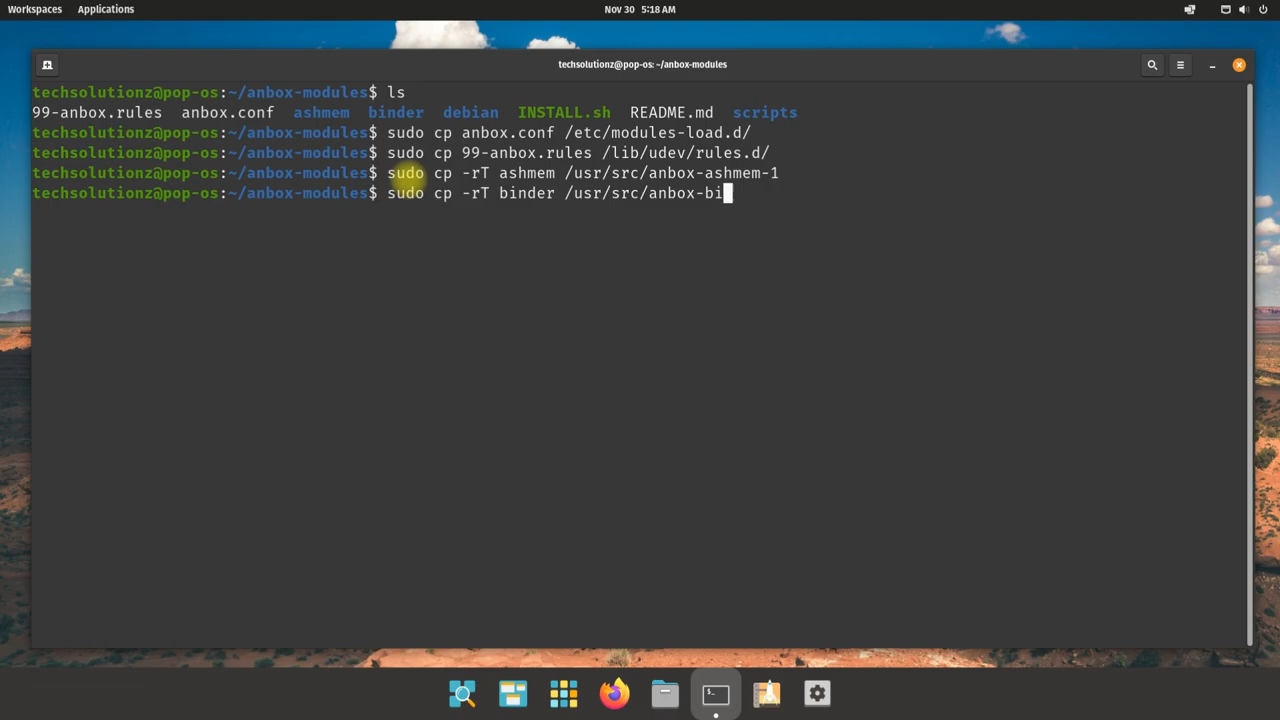 Workspaces Applications Nov 30 5:18 AM
techsolutionz@pop-os: ~/anbox-modules
techsolutionz@pop-os:~/anbox-modules$ ls
99-anbox.rules anbox.conf ashmem binder debian INSTALL.sh README.md scripts
techsolutionz@pop-os:~/anbox-modules$ sudo cp anbox.conf /etc/modules-load.d/
techsolutionz@pop-os:~/anbox-modules$ sudo cp 99-anbox.rules /lib/udev/rules.d/
techsolutionz@pop-os:~/anbox-modules$ sudo cp -rT ashmem /usr/src/anbox-ashmem-1
techsolutionz@pop-os:~/anbox-modules$ sudo cp -rT binder /usr/src/anbox-bi